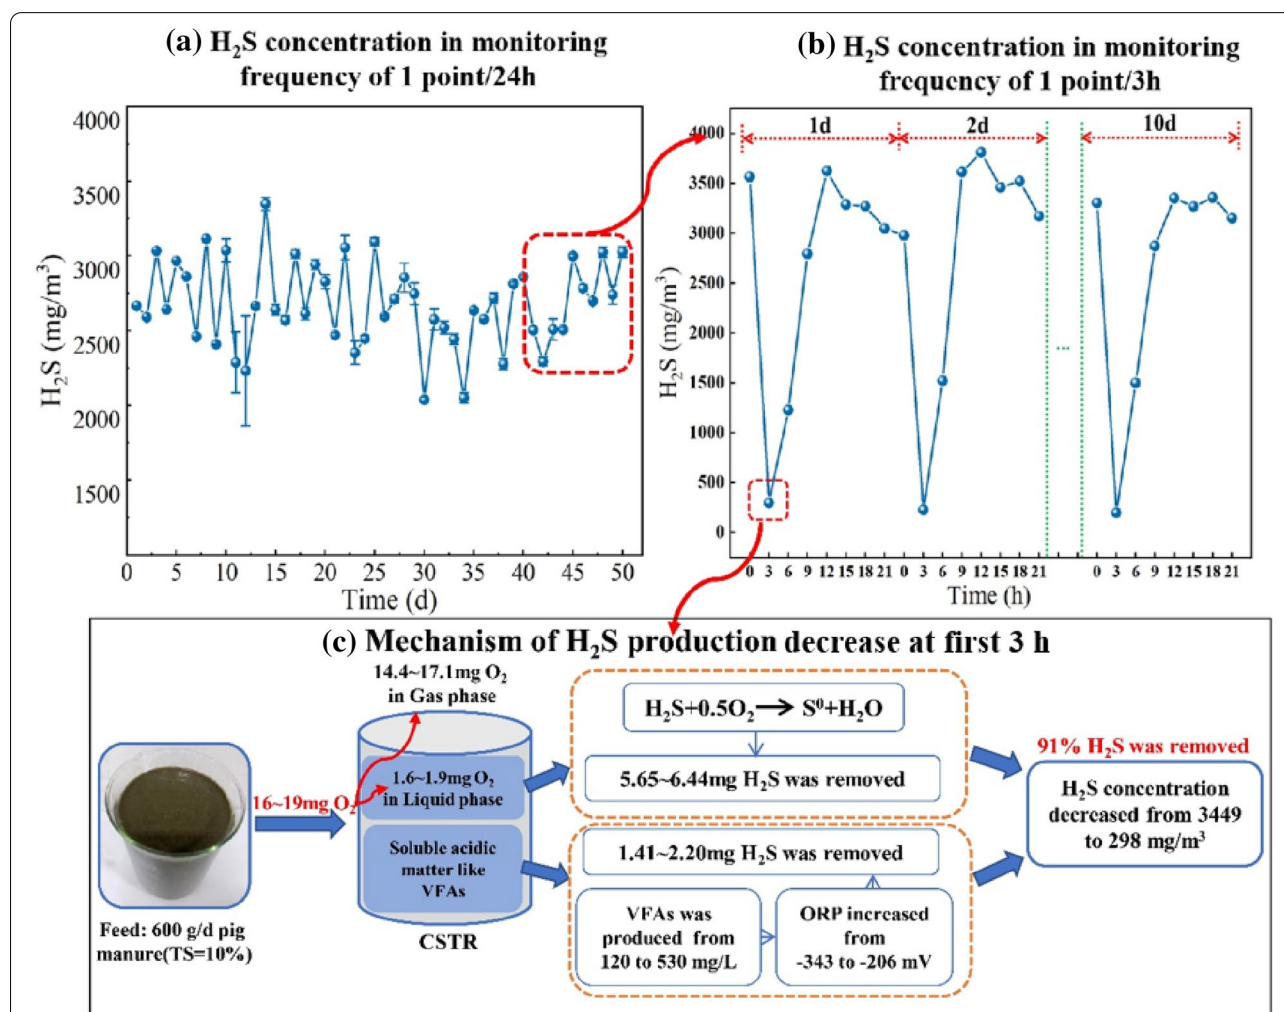 (a) H₂S concentration in monitoring
frequency of 1 point/24h
4000
3500
3000
2500
2000
1500
H₂S (mg/m³)
0 5 10 15 20 25 30 35 40 45 50
Time (d)
(b) H₂S concentration in monitoring
frequency of 1 point/3h
1d 2d 10d
4000
3500
3000
2500
2000
1500
1000
500
0
H₂S (mg/m³)
...
0 3 6 9 12 15 18 21 0 3 6 9 12 15 18 21 0 3 6 9 12 15 18 21
Time (h)
(c) Mechanism of H₂S production decrease at first 3 h
Feed: 600 g/d pig
manure(TS=10%)
16~19mg O₂
14.4~17.1mg O₂
in Gas phase
1.6~1.9mg O₂
in Liquid phase
Soluble acidic
matter like
VFAs
CSTR
H₂S+0.5O₂→ S⁰+H₂O
5.65~6.44mg H₂S was removed
1.41~2.20mg H₂S was removed
VFAs was
produced from
120 to 530 mg/L
ORP increased
from
-343 to -206 mV
91% H₂S was removed
H₂S concentration
decreased from 3449
to 298 mg/m³